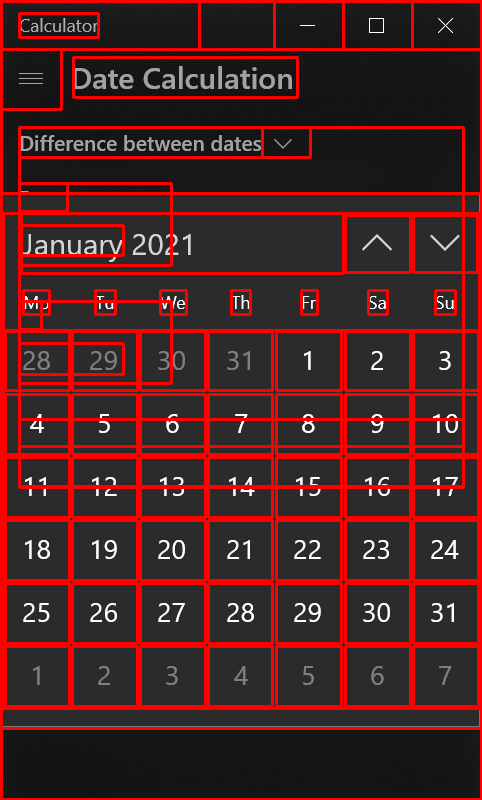 Calculator
Date Calculation
Difference between dates
January 2021
Mo Tu We Th Fr Sa Su
28 29 30 31 1 2 3
4 5 6 7 8 9 10
11 12 13 14 15 16 17
18 19 20 21 22 23 24
25 26 27 28 29 30 31
1 2 3 4 5 6 7